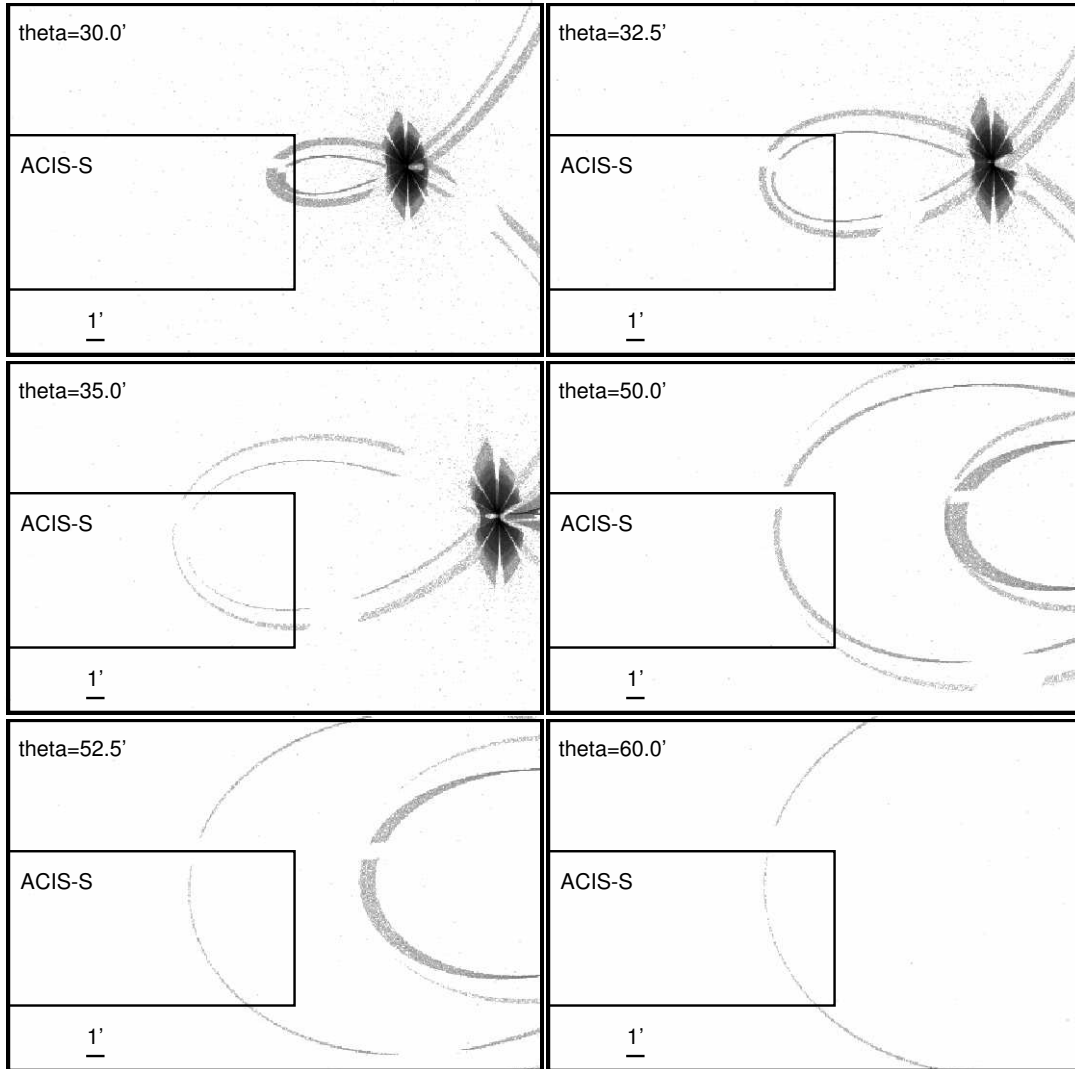 theta=30.0'
ACIS-S
1'
theta=32.5'
ACIS-S
1'
theta=35.0'
ACIS-S
1'
theta=50.0'
ACIS-S
1'
theta=52.5'
ACIS-S
1'
theta=60.0'
ACIS-S
1'